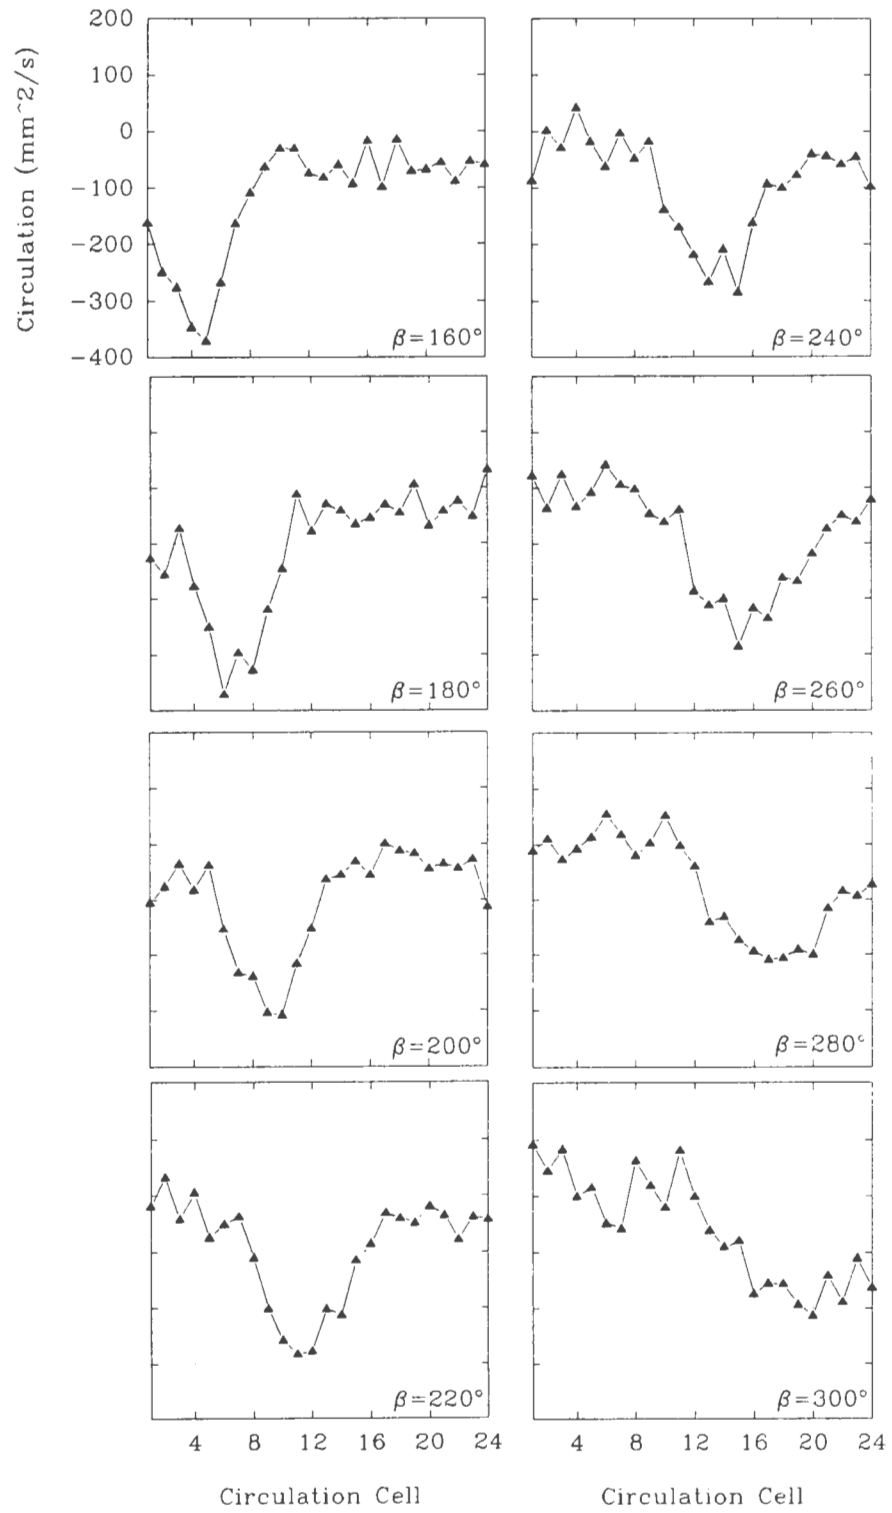 Circulation (mm^2/s)
200
100
0
−100
−200
−300
−400
β=160°
β=240°
β=180°
β=260°
β=200°
β=280°
β=220°
β=300°
4 8 12 16 20 24
4 8 12 16 20 24
Circulation Cell
Circulation Cell